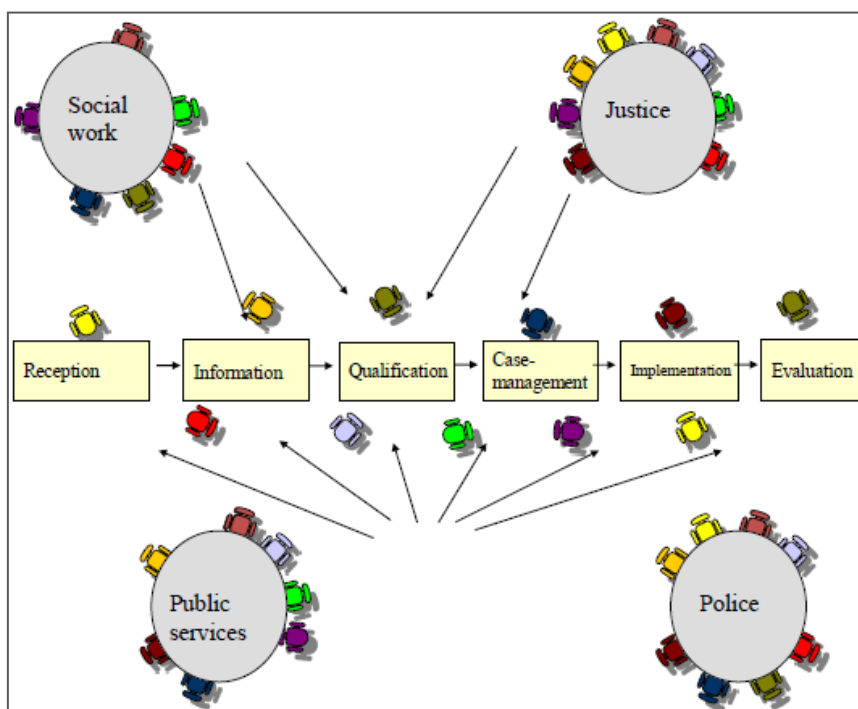 Social
work
Justice
Reception
Information
Qualification
Case-
management
Implementation
Evaluation
Public
services
Police